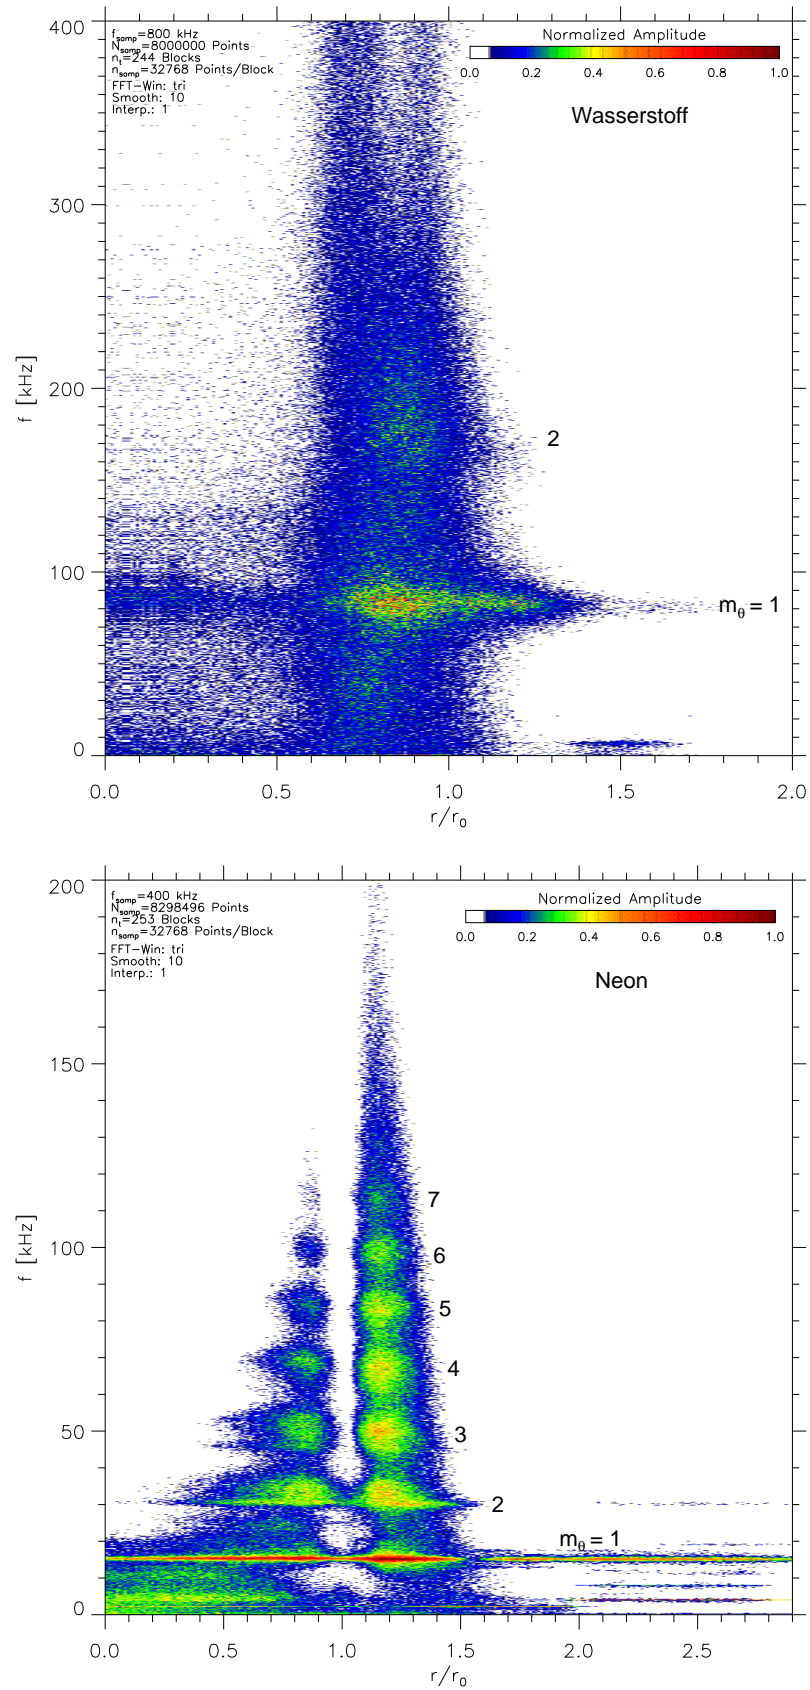 f_samp=800 kHz
N_samp=8000000 Points
n_t=244 Blocks
n_samp=32768 Points/Block
FFT-Win: tri
Smooth: 10
Interp.: 1
Normalized Amplitude
0.0 0.2 0.4 0.6 0.8 1.0
Wasserstoff
400
300
200
100
0
f [kHz]
2
m_θ = 1
0.0 0.5 1.0 1.5 2.0
r/r_0
f_samp=400 kHz
N_samp=8298496 Points
n_t=253 Blocks
n_samp=32768 Points/Block
FFT-Win: tri
Smooth: 10
Interp.: 1
Normalized Amplitude
0.0 0.2 0.4 0.6 0.8 1.0
Neon
200
150
100
50
0
f [kHz]
7
6
5
4
3
2
m_θ = 1
0.0 0.5 1.0 1.5 2.0 2.5
r/r_0